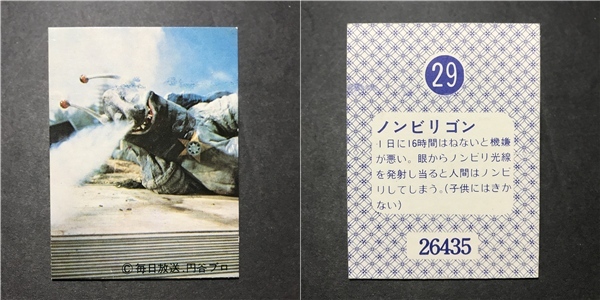 ©毎日放送.円谷プロ
29
ノンビリゴン
1日に16時間はねないと機嫌
が悪い。眼からノンビリ光線
を発射し当ると人間はノンビ
リしてしまう。(子供にはきか
ない)
26435